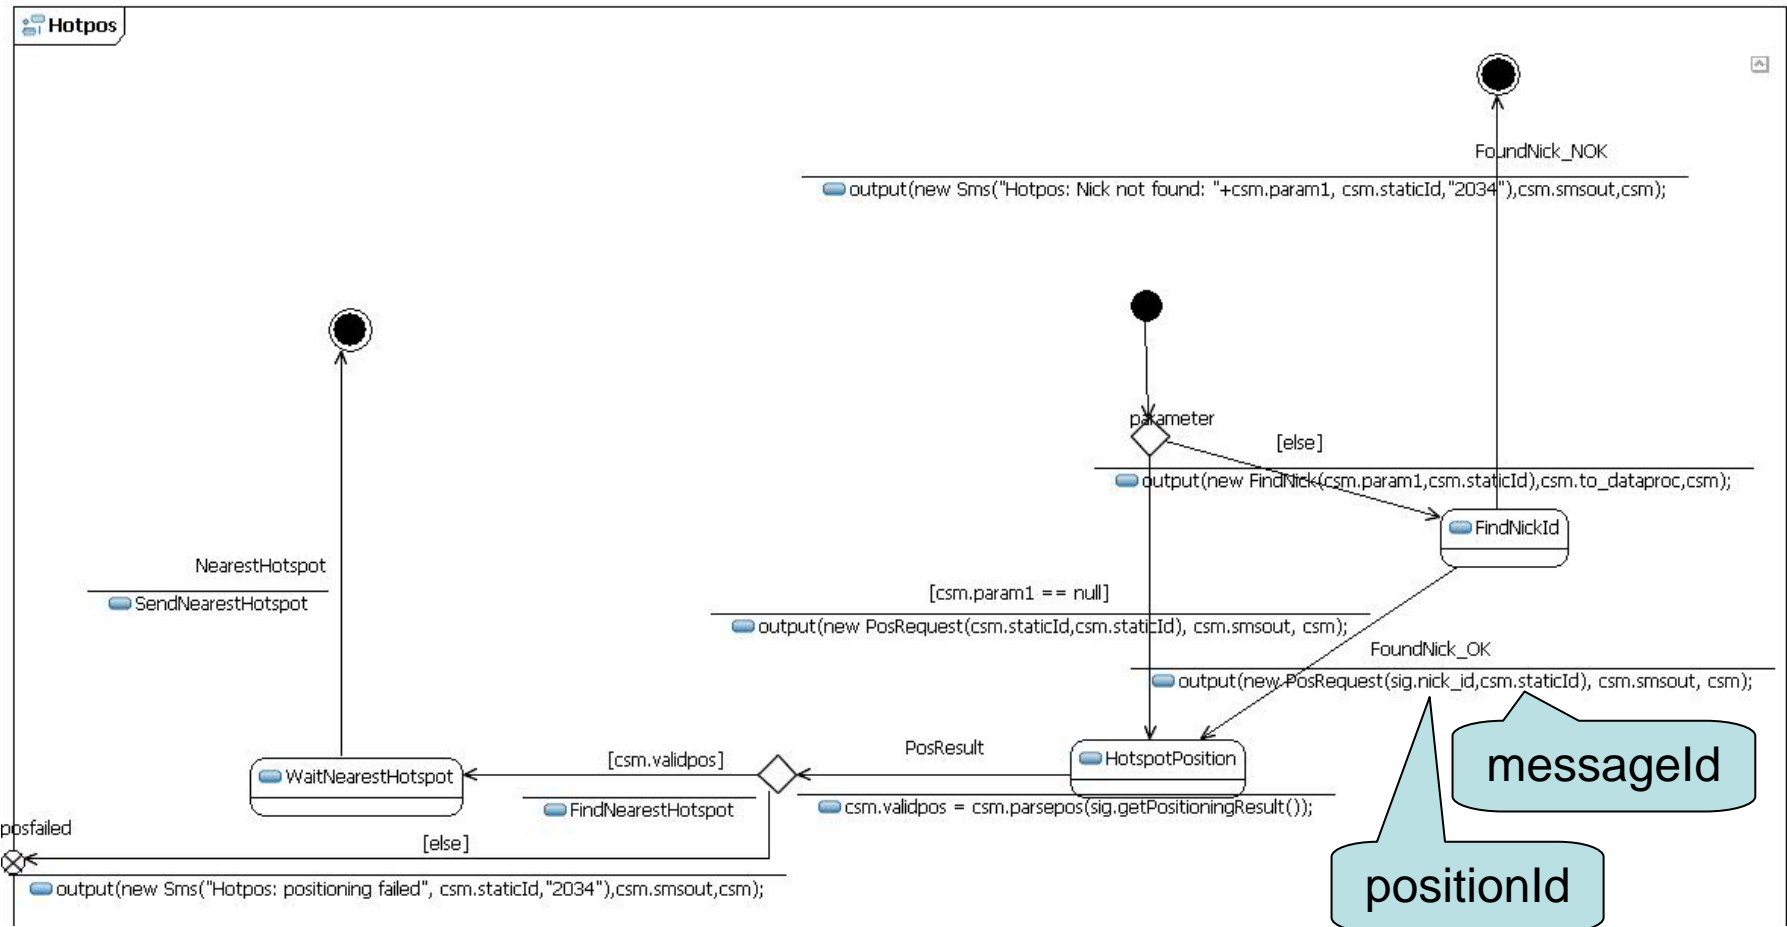 Hotpos
FoundNick_NOK
output(new Sms("Hotpos: Nick not found: "+csm.param1, csm.staticId,"2034"),csm.smsout,csm);
parameter
[else]
output(new FindNick(csm.param1,csm.staticId),csm.to_dataproc,csm);
FindNickId
NearestHotspot
SendNearestHotspot
[csm.param1 == null]
output(new PosRequest(csm.staticId,csm.staticId), csm.smsout, csm);
FoundNick_OK
output(new PosRequest(sig.nick_id,csm.staticId), csm.smsout, csm);
messageId
positionId
HotspotPosition
PosResult
csm.validpos = csm.parsepos(sig.getPositioningResult());
[csm.validpos]
FindNearestHotspot
WaitNearestHotspot
posfailed
[else]
output(new Sms("Hotpos: positioning failed", csm.staticId,"2034"),csm.smsout,csm);